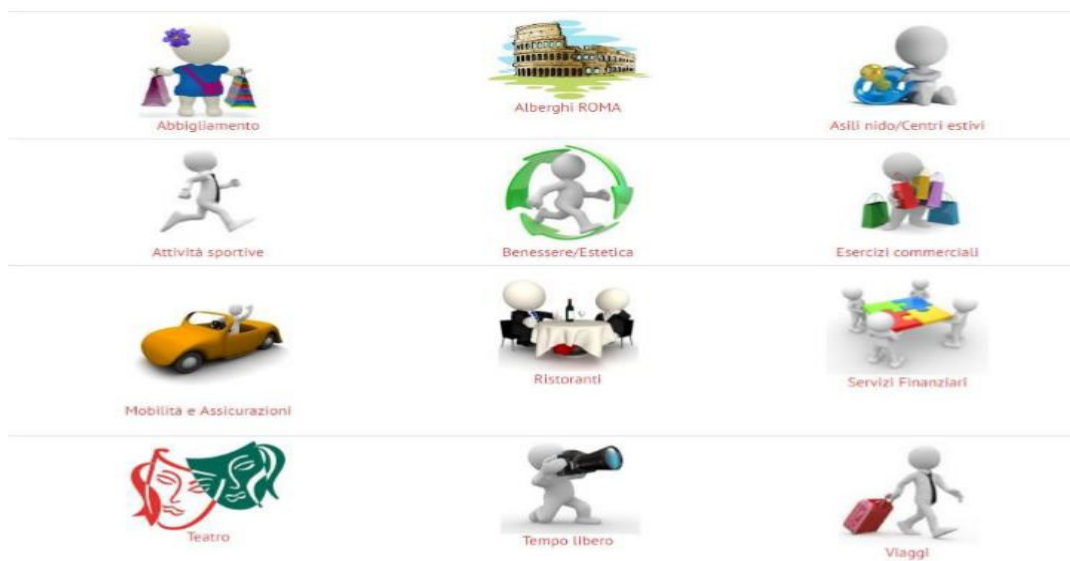 Abbigliamento
Alberghi ROMA
Asili nido/Centri estivi
Attività sportive
Benessere/Estetica
Esercizi commerciali
Mobilità e Assicurazioni
Ristoranti
Servizi Finanziari
Teatro
Tempo libero
Viaggi